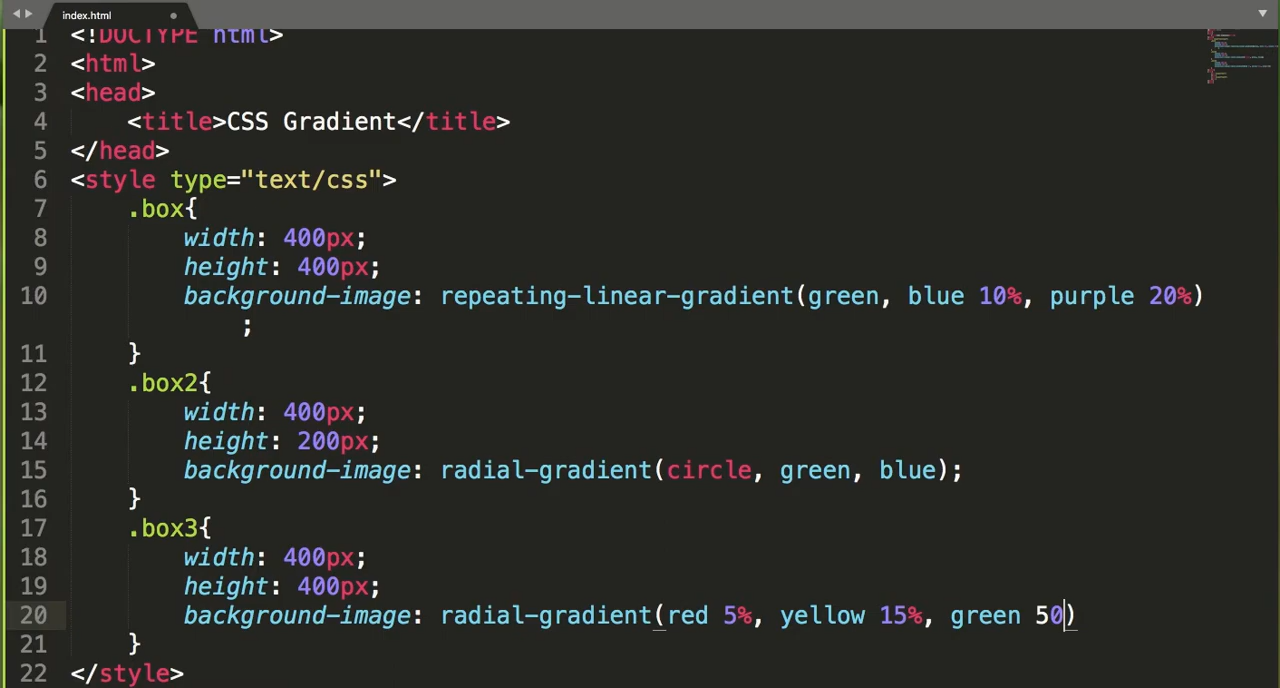 index.html
1 <!DOCTYPE html>
2 <html>
3 <head>
4 <title>CSS Gradient</title>
5 </head>
6 <style type="text/css">
7 .box{
8 width: 400px;
9 height: 400px;
10 background-image: repeating-linear-gradient(green, blue 10%, purple 20%)
;
11 }
12 .box2{
13 width: 400px;
14 height: 200px;
15 background-image: radial-gradient(circle, green, blue);
16 }
17 .box3{
18 width: 400px;
19 height: 400px;
20 background-image: radial-gradient(red 5%, yellow 15%, green 50)
21 }
22 </style>